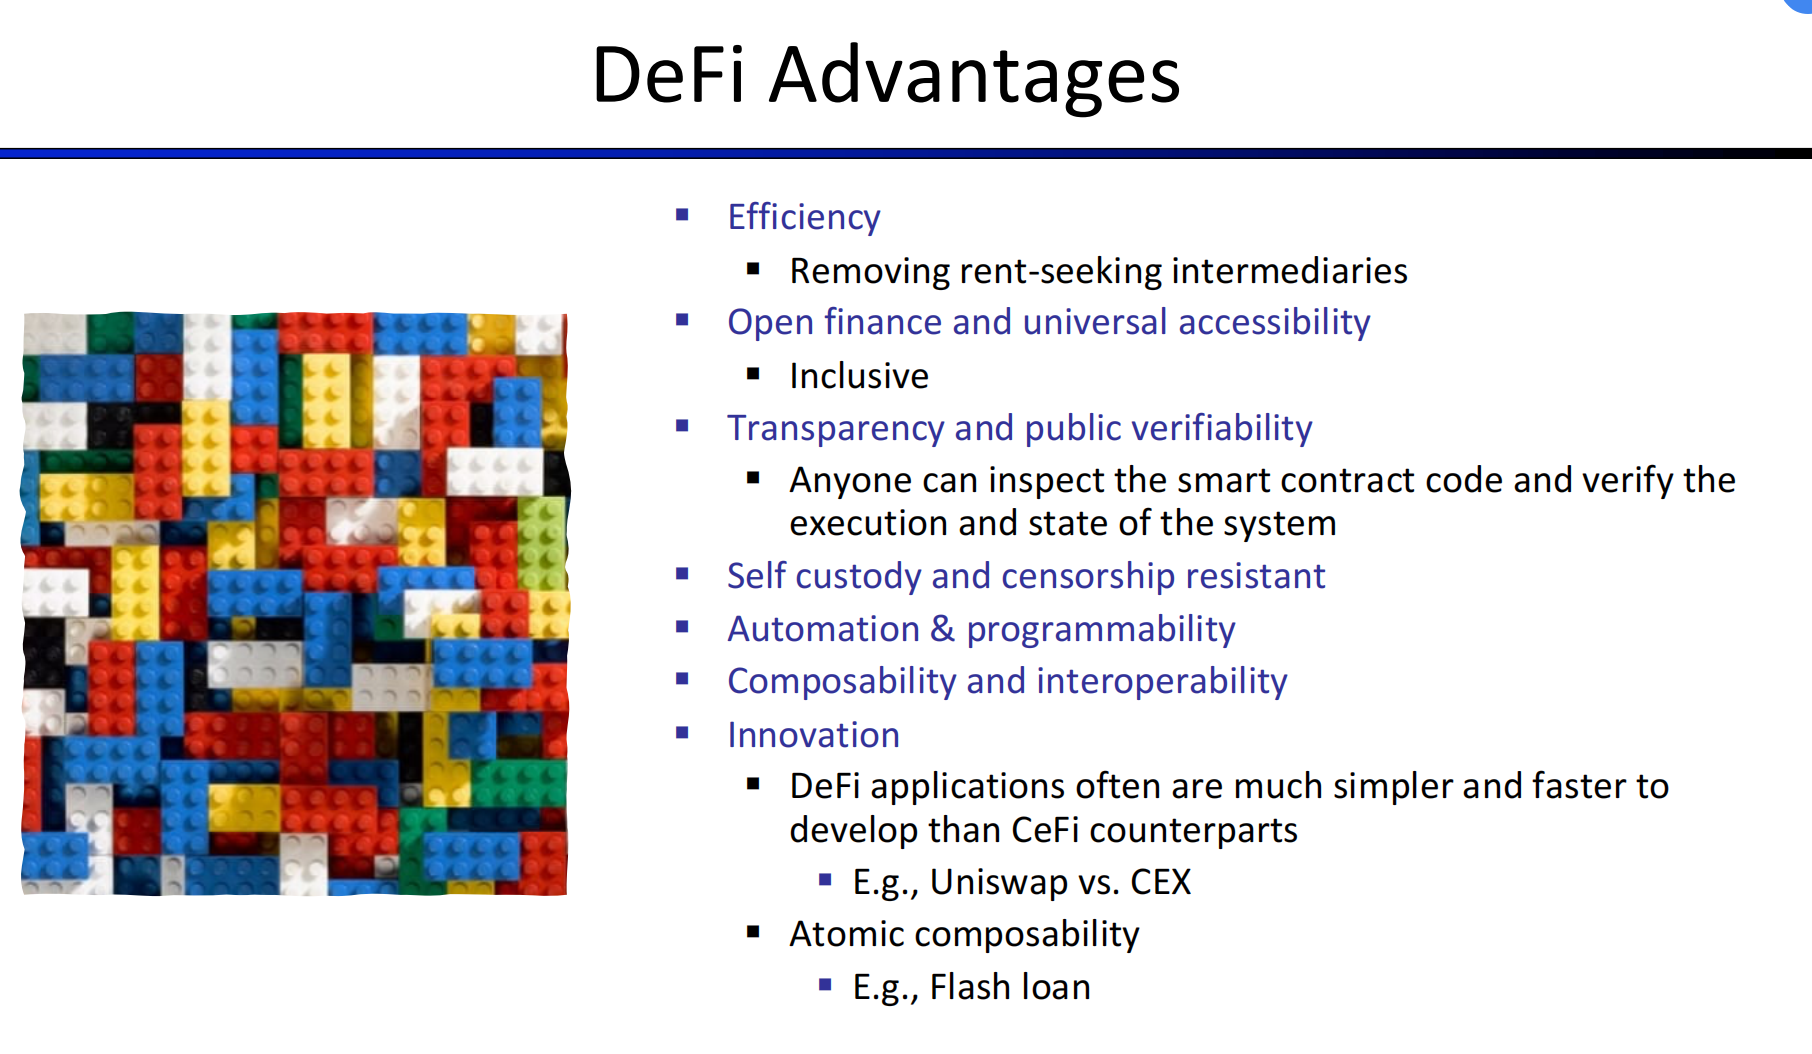 DeFi Advantages
Efficiency
Removing rent-seeking intermediaries
Open finance and universal accessibility
Inclusive
Transparency and public verifiability
Anyone can inspect the smart contract code and verify the
execution and state of the system
Self custody and censorship resistant
Automation & programmability
Composability and interoperability
Innovation
DeFi applications often are much simpler and faster to
develop than CeFi counterparts
E.g., Uniswap vs. CEX
Atomic composability
E.g., Flash loan